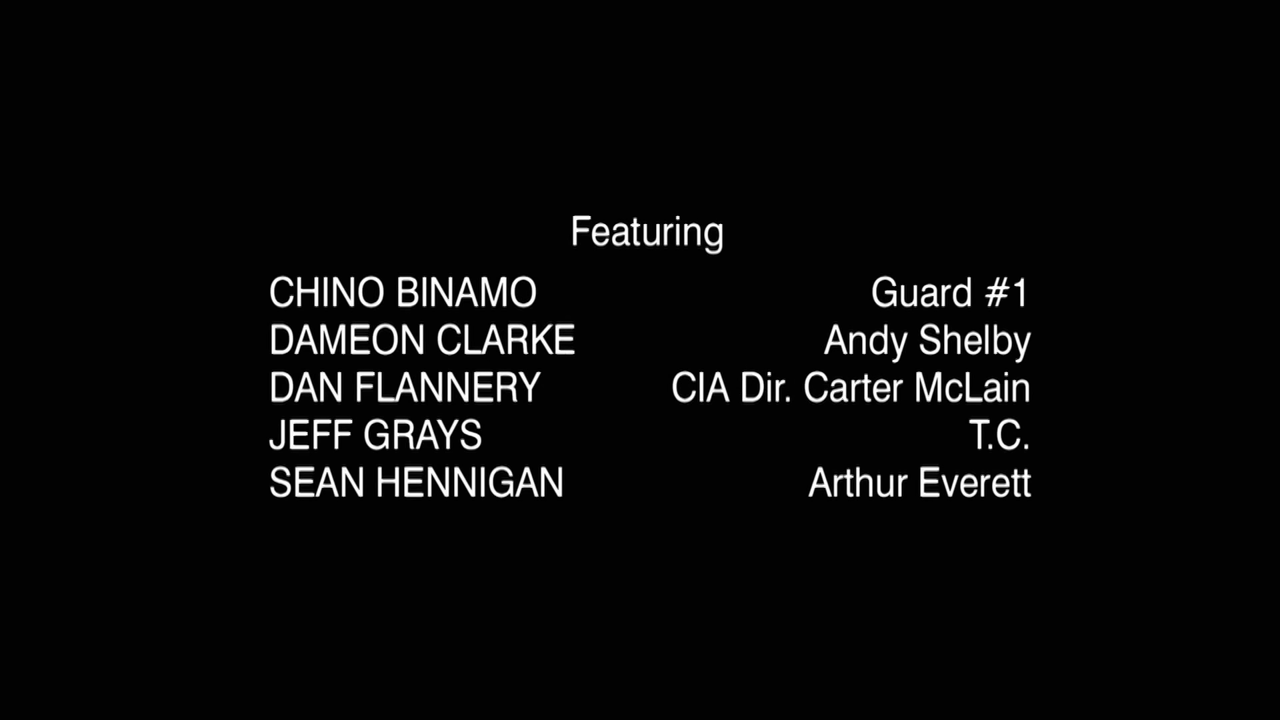 Featuring
CHINO BINAMO Guard #1
DAMEON CLARKE Andy Shelby
DAN FLANNERY CIA Dir. Carter McLain
JEFF GRAYS T.C.
SEAN HENNIGAN Arthur Everett